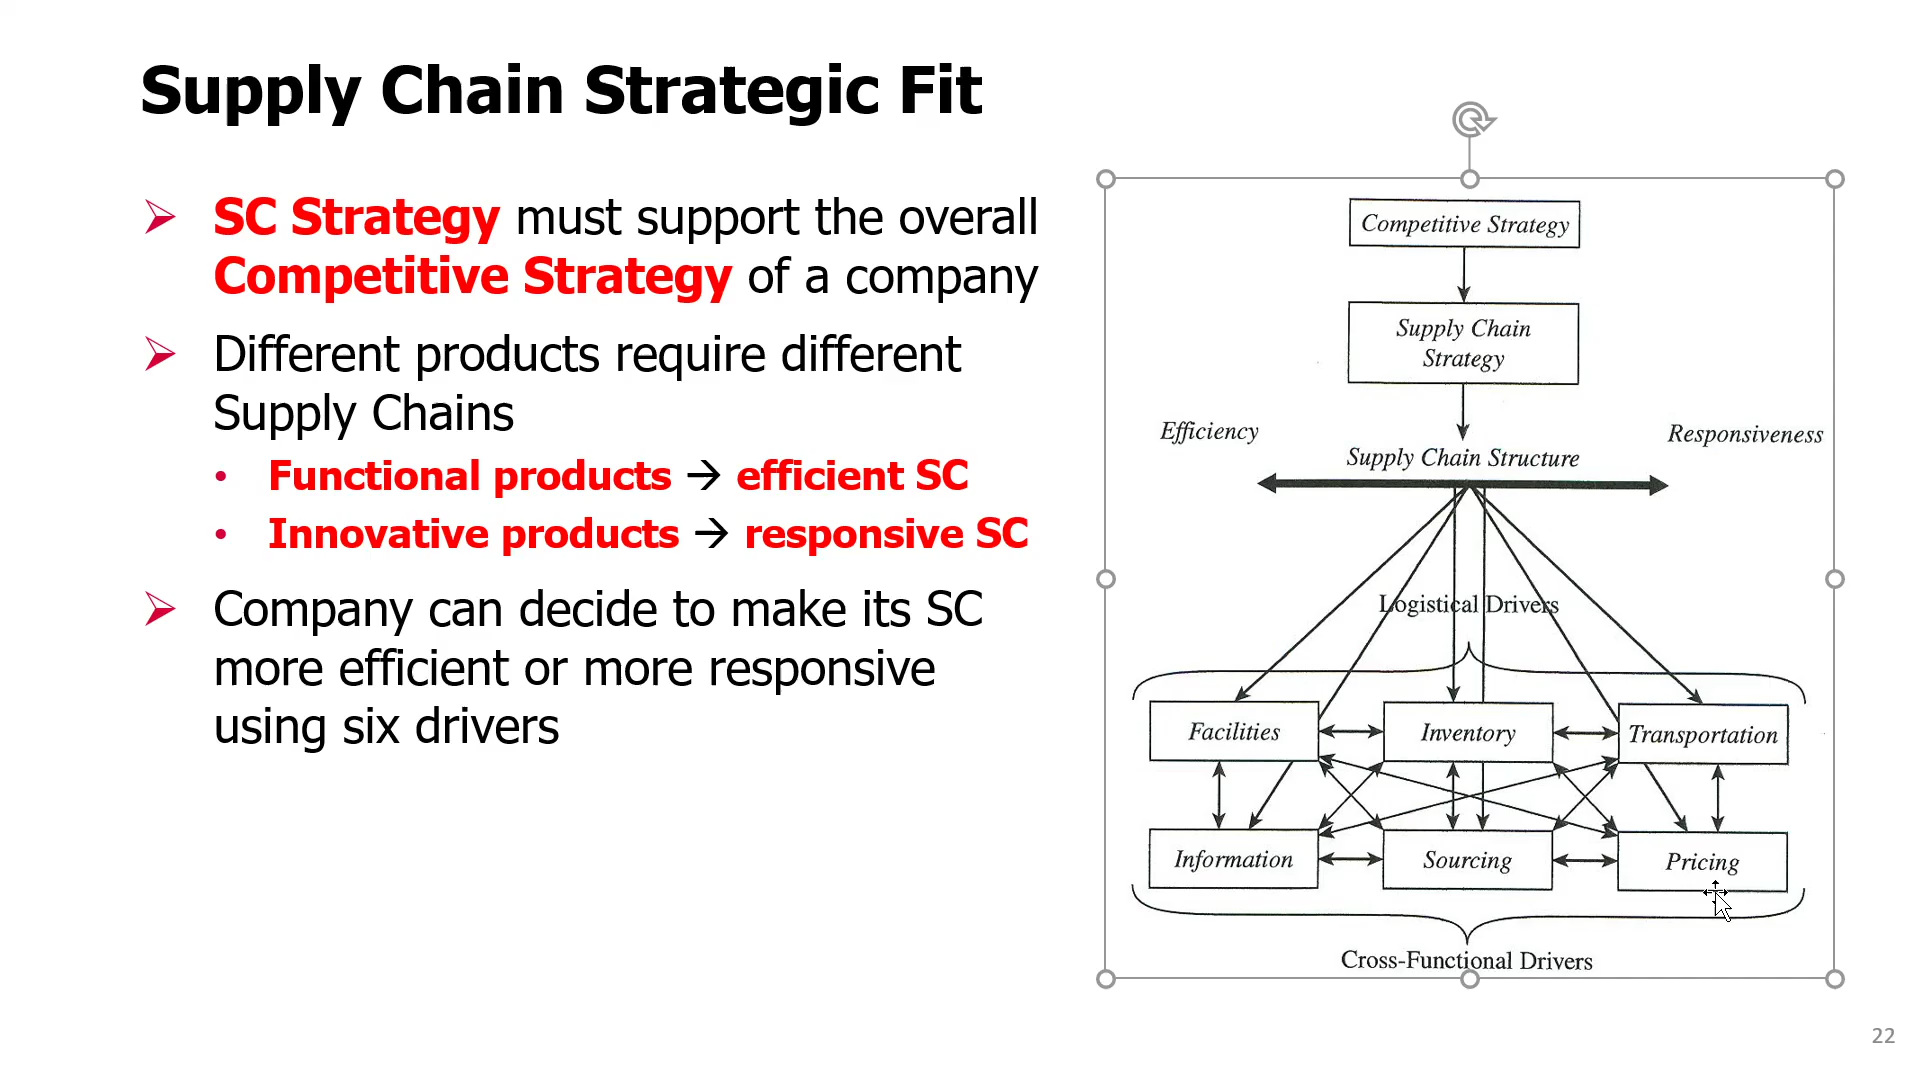 Supply Chain Strategic Fit
SC Strategy must support the overall
Competitive Strategy of a company
Different products require different
Supply Chains
• Functional products → efficient SC
• Innovative products → responsive SC
Company can decide to make its SC
more efficient or more responsive
using six drivers
Competitive Strategy
Supply Chain
Strategy
Efficiency
Responsiveness
Supply Chain Structure
Logistical Drivers
Facilities
Inventory
Transportation
Information
Sourcing
Pricing
Cross-Functional Drivers
22